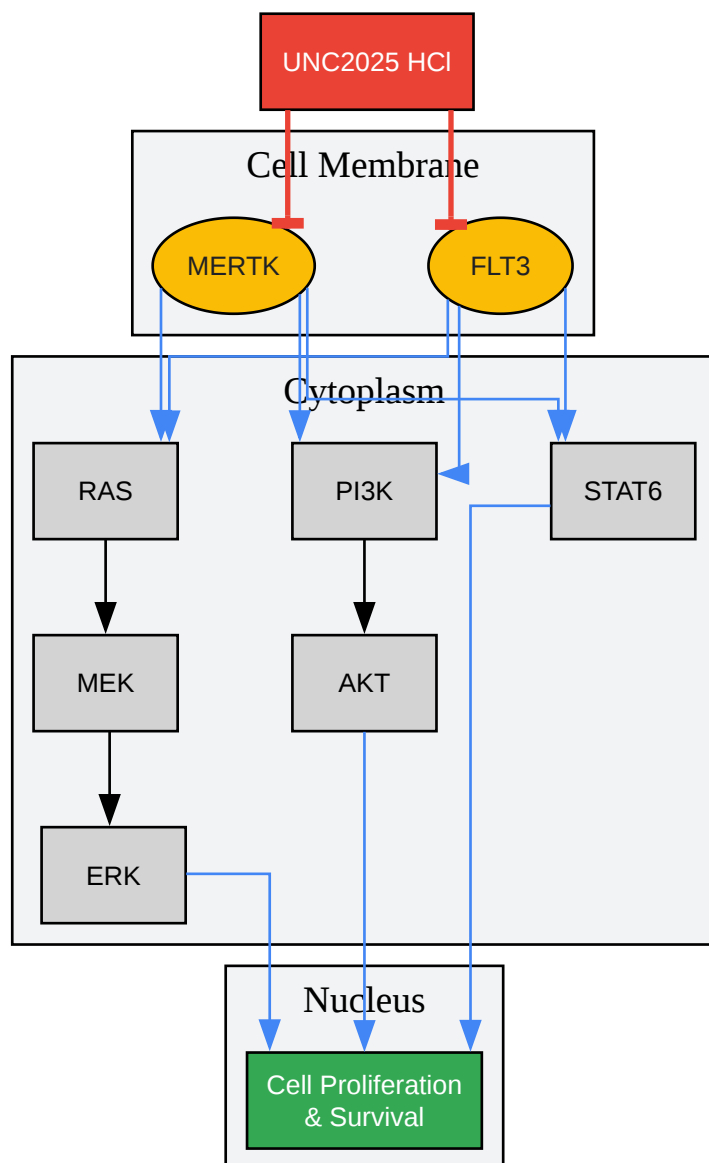 UNC2025 HCl
Cell Membrane
MERTK
FLT3
Cytoplasm
RAS
PI3K
STAT6
MEK
AKT
ERK
Nucleus
Cell Proliferation
& Survival